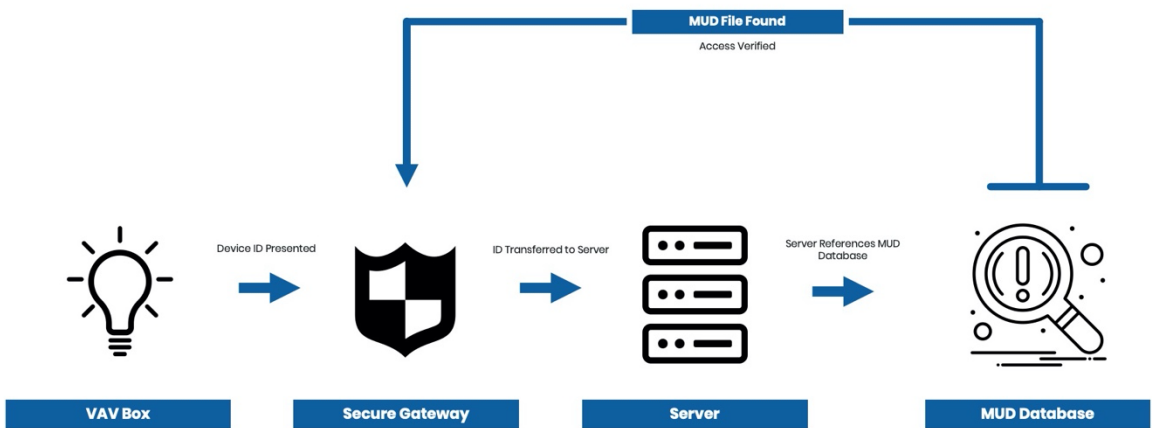 MUD File Found
Access Verified
Device ID Presented
ID Transferred to Server
Server References MUD
Database
VAV Box
Secure Gateway
Server
MUD Database